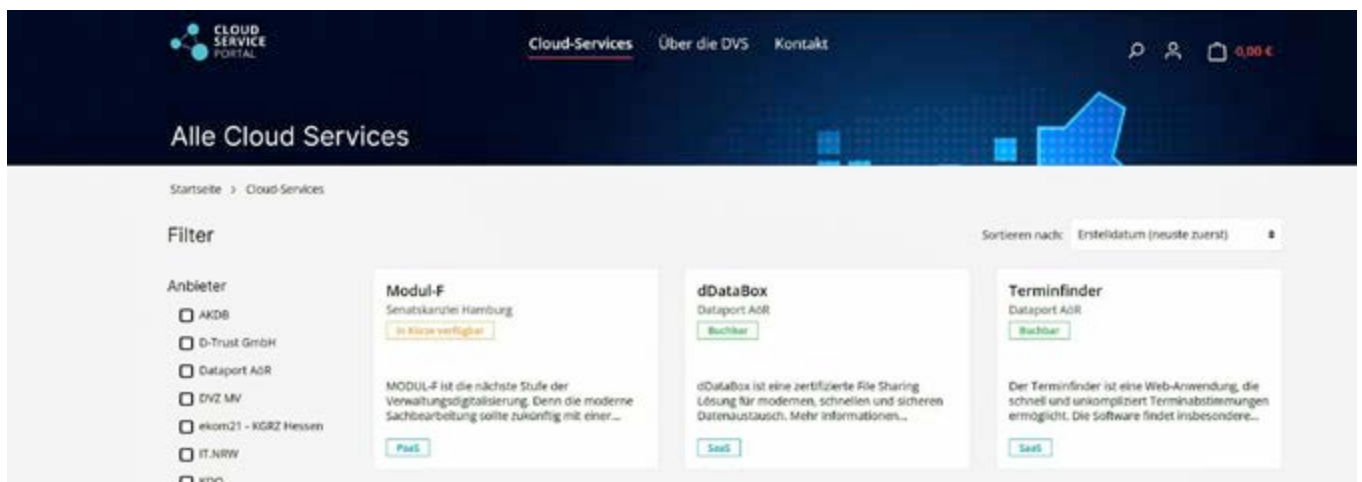 CLOUD
SERVICE
PORTAL
Cloud-Services Über die DVS Kontakt
0,00 €
Alle Cloud Services
Startseite > Cloud-Services
Filter
Sortieren nach: Erstelldatum (neuste zuerst)
Anbieter
AKDB
D-Trust GmbH
Dataport AöR
DVZ MV
ekom21 - KGRZ Hessen
IT.NRW
KDO
Modul-F
Senatskanzlei Hamburg
In Kürze verfügbar
MODUL-F ist die nächste Stufe der
Verwaltungsdigitalisierung. Denn die moderne
Sachbearbeitung sollte zukünftig mit einer...
PaaS
dDataBox
Dataport AöR
Buchbar
dDataBox ist eine zertifizierte File Sharing
Lösung für modernen, schnellen und sicheren
Datenaustausch. Mehr Informationen...
SaaS
Terminfinder
Dataport AöR
Buchbar
Der Terminfinder ist eine Web-Anwendung, die
schnell und unkompliziert Terminabstimmungen
ermöglicht. Die Software findet insbesondere...
SaaS